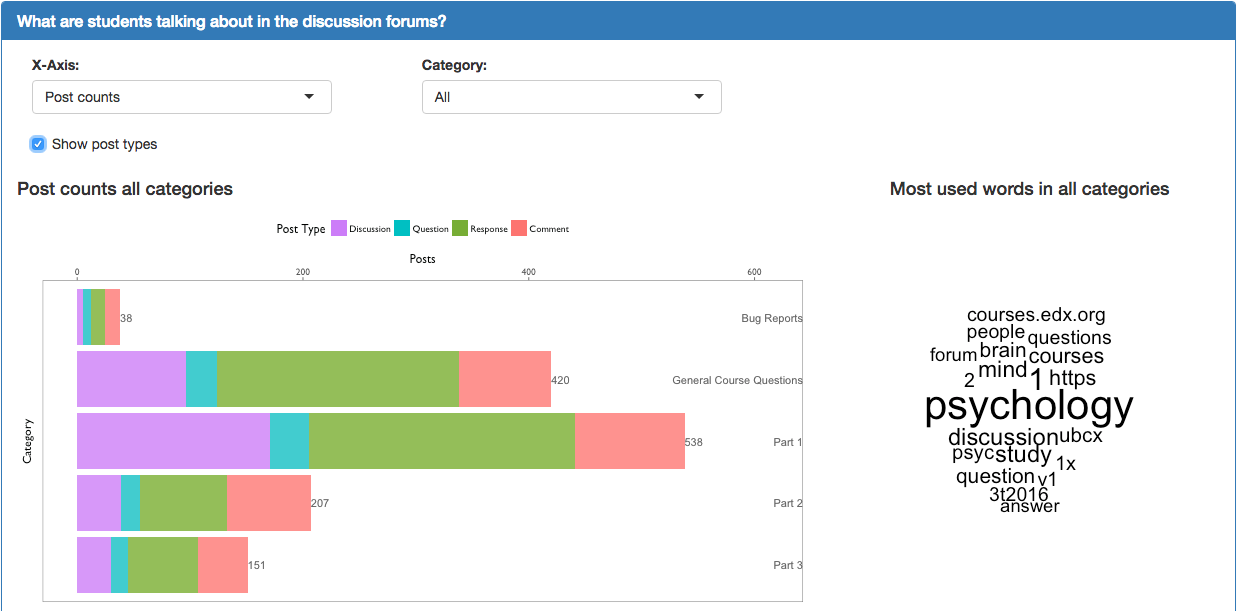 What are students talking about in the discussion forums?
X-Axis:
Category:
Post counts
All
Show post types
Post counts all categories
Most used words in all categories
Post Type Discussion Question Response Comment
Posts
0 200 400 600
38 Bug Reports
420 General Course Questions
538 Part 1
207 Part 2
151 Part 3
Category
courses.edx.org
people questions
forum brain courses
2 mind 1 https
psychology
discussion ubcx
psyc study 1x
question v1
3t2016
answer